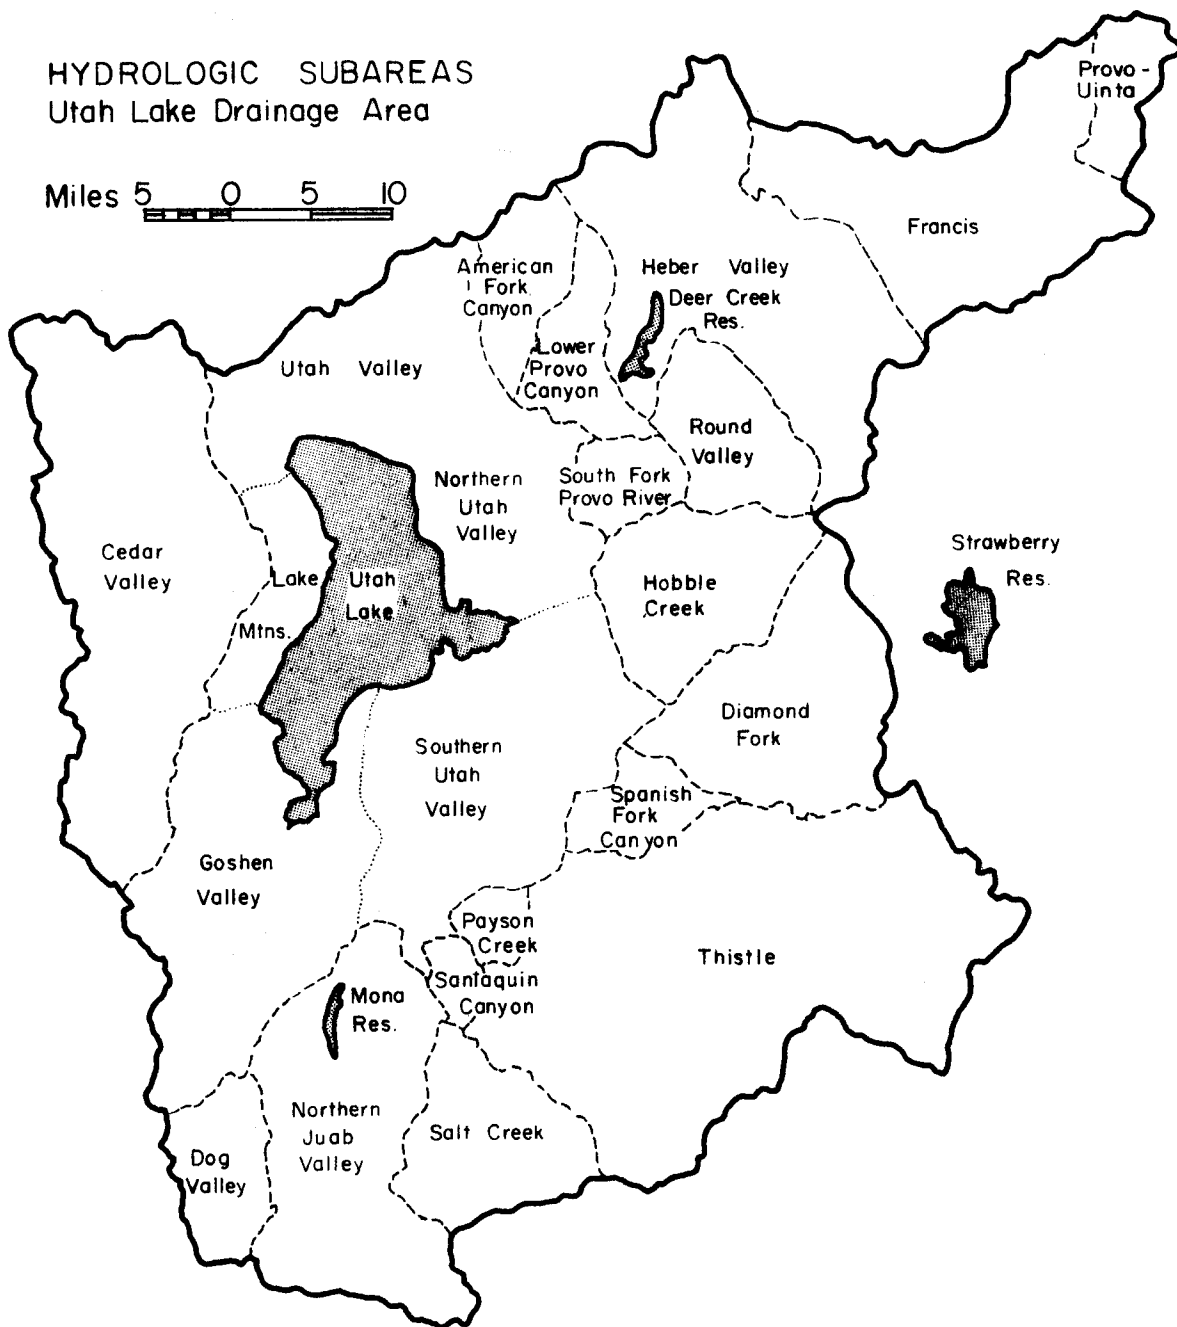 HYDROLOGIC SUBAREAS
Utah Lake Drainage Area
Miles 5 0 5 10
Provo-
Uinta
Francis
American
Fork
Canyon
Heber Valley
Deer Creek
Res.
Lower
Provo
Canyon
Utah Valley
Round
Valley
Northern
Utah
Valley
South Fork
Provo River
Cedar
Valley
Lake
Mtns.
Utah
Lake
Hobble
Creek
Strawberry
Res.
Diamond
Fork
Southern
Utah
Valley
Spanish
Fork
Canyon
Goshen
Valley
Payson
Creek
Thistle
Santaquin
Canyon
Mona
Res.
Northern
Juab
Valley
Salt Creek
Dog
Valley